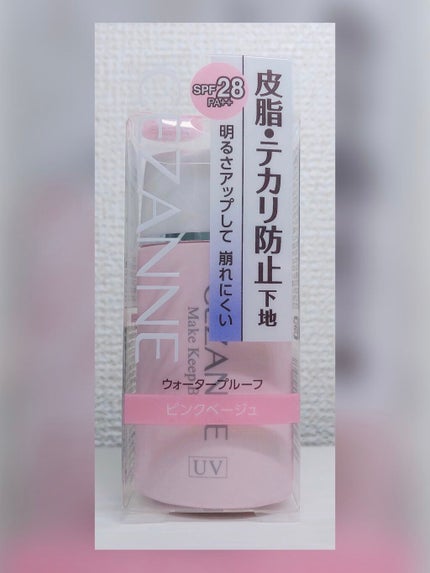 CEZANNE
SPF28
PA++
皮脂・テカリ防止下地
明るさアップして 崩れにくい
CEZANNE
Make Keep B
ウォータープルーフ
ピンクベージュ
UV